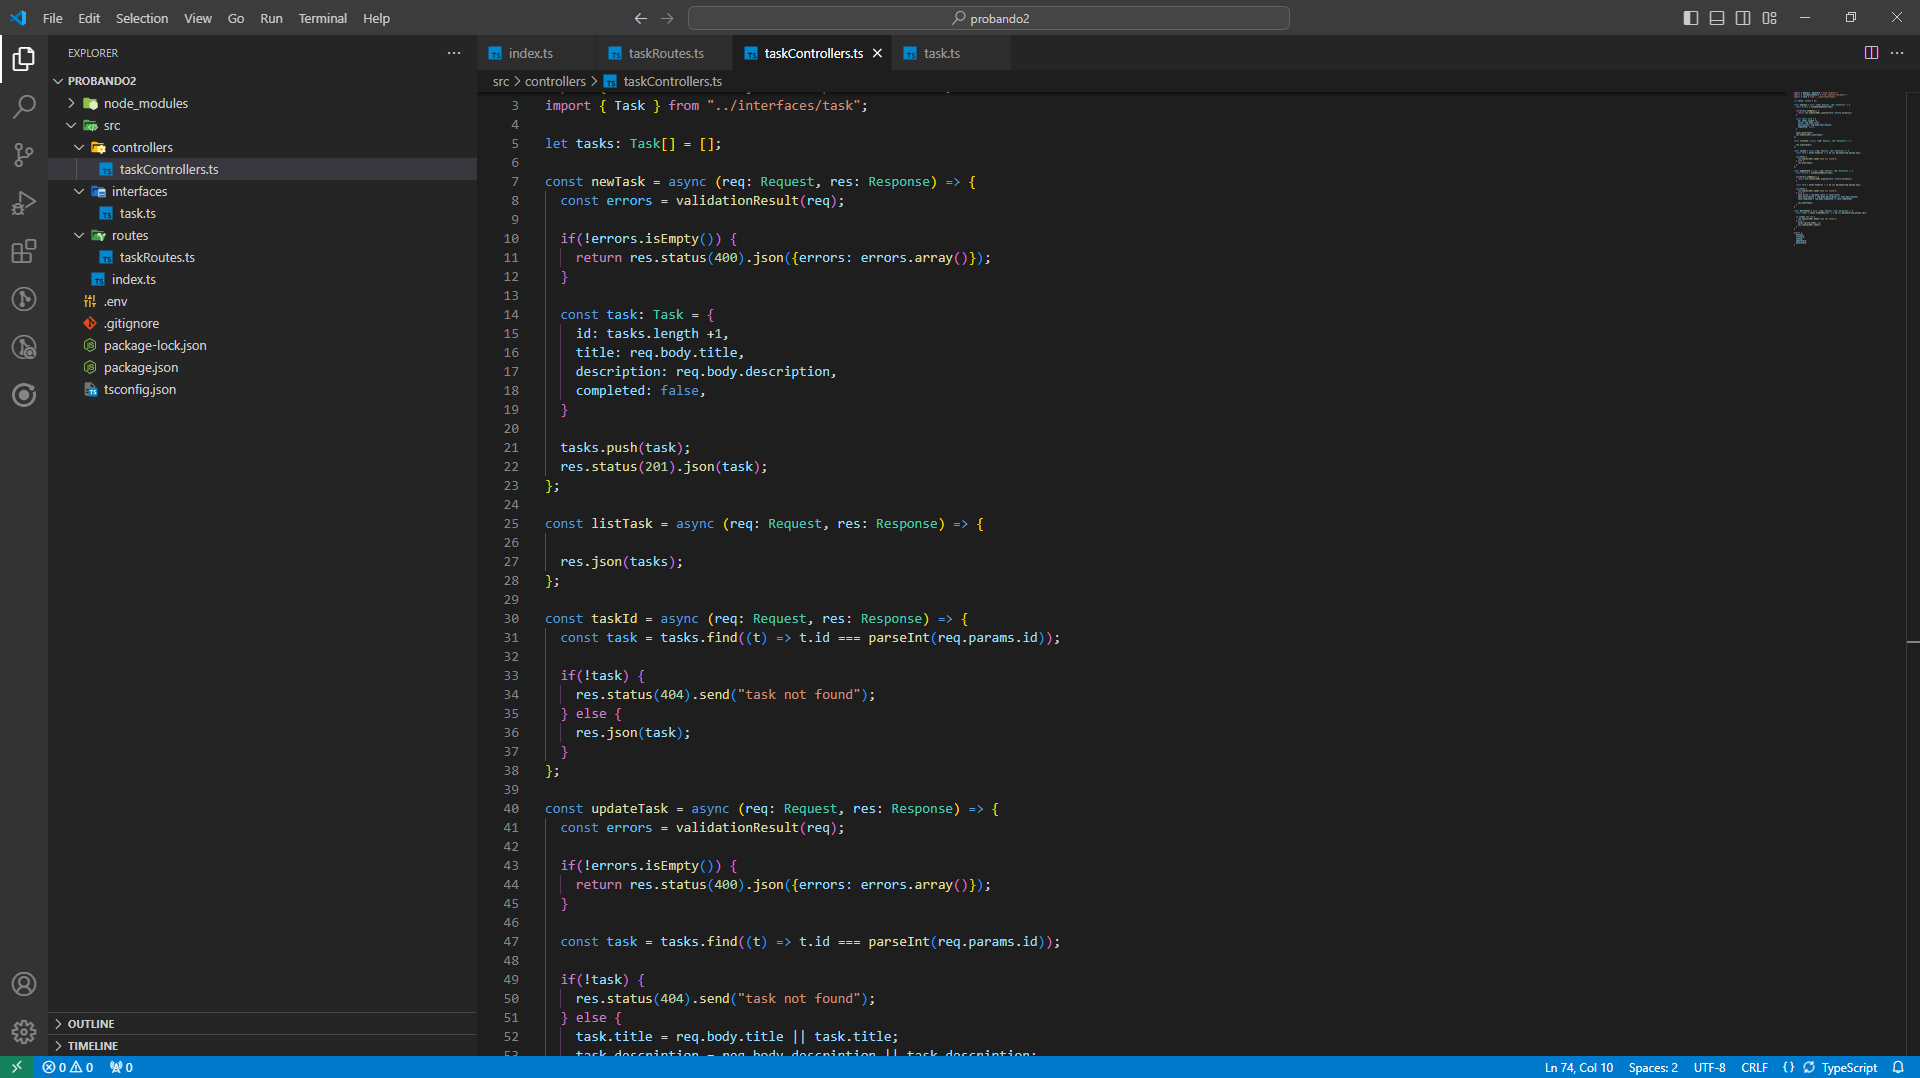 File Edit Selection View Go Run Terminal Help
probando2
EXPLORER
PROBANDO2
node_modules
src
controllers
taskControllers.ts
interfaces
task.ts
routes
taskRoutes.ts
index.ts
.env
.gitignore
package-lock.json
package.json
tsconfig.json
OUTLINE
TIMELINE
index.ts taskRoutes.ts taskControllers.ts task.ts
src > controllers > taskControllers.ts
3 import { Task } from "../interfaces/task";
4
5 let tasks: Task[] = [];
6
7 const newTask = async (req: Request, res: Response) => {
8 const errors = validationResult(req);
9
10 if(!errors.isEmpty()) {
11 return res.status(400).json({errors: errors.array()});
12 }
13
14 const task: Task = {
15 id: tasks.length +1,
16 title: req.body.title,
17 description: req.body.description,
18 completed: false,
19 }
20
21 tasks.push(task);
22 res.status(201).json(task);
23 };
24
25 const listTask = async (req: Request, res: Response) => {
26
27 res.json(tasks);
28 };
29
30 const taskId = async (req: Request, res: Response) => {
31 const task = tasks.find((t) => t.id === parseInt(req.params.id));
32
33 if(!task) {
34 res.status(404).send("task not found");
35 } else {
36 res.json(task);
37 }
38 };
39
40 const updateTask = async (req: Request, res: Response) => {
41 const errors = validationResult(req);
42
43 if(!errors.isEmpty()) {
44 return res.status(400).json({errors: errors.array()});
45 }
46
47 const task = tasks.find((t) => t.id === parseInt(req.params.id));
48
49 if(!task) {
50 res.status(404).send("task not found");
51 } else {
52 task.title = req.body.title || task.title;
53 task.description = req.body.description || task.description;
0 0 0 Ln 74, Col 10 Spaces: 2 UTF-8 CRLF {} TypeScript